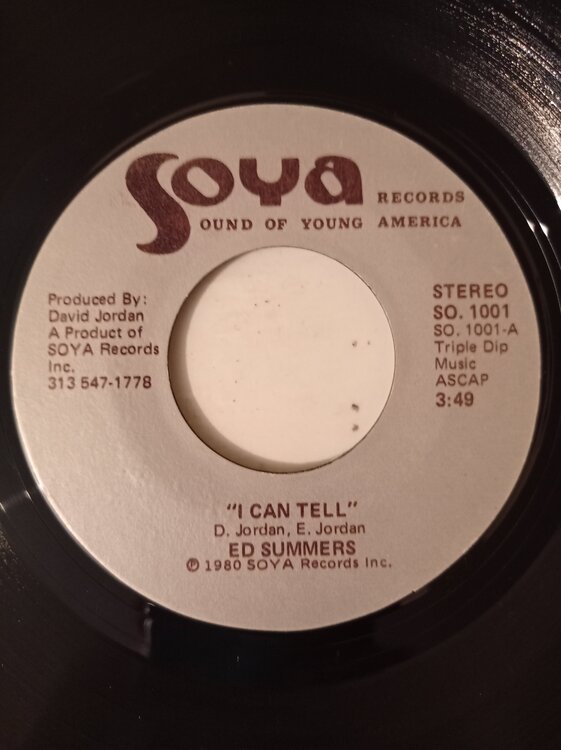 Soya RECORDS
OUND OF YOUNG AMERICA
Produced By:
David Jordan
A Product of
SOYA Records
Inc.
313 547-1778
STEREO
SO. 1001
SO. 1001-A
Triple Dip
Music
ASCAP
3:49
"I CAN TELL"
D. Jordan, E. Jordan
ED SUMMERS
℗ 1980 SOYA Records Inc.